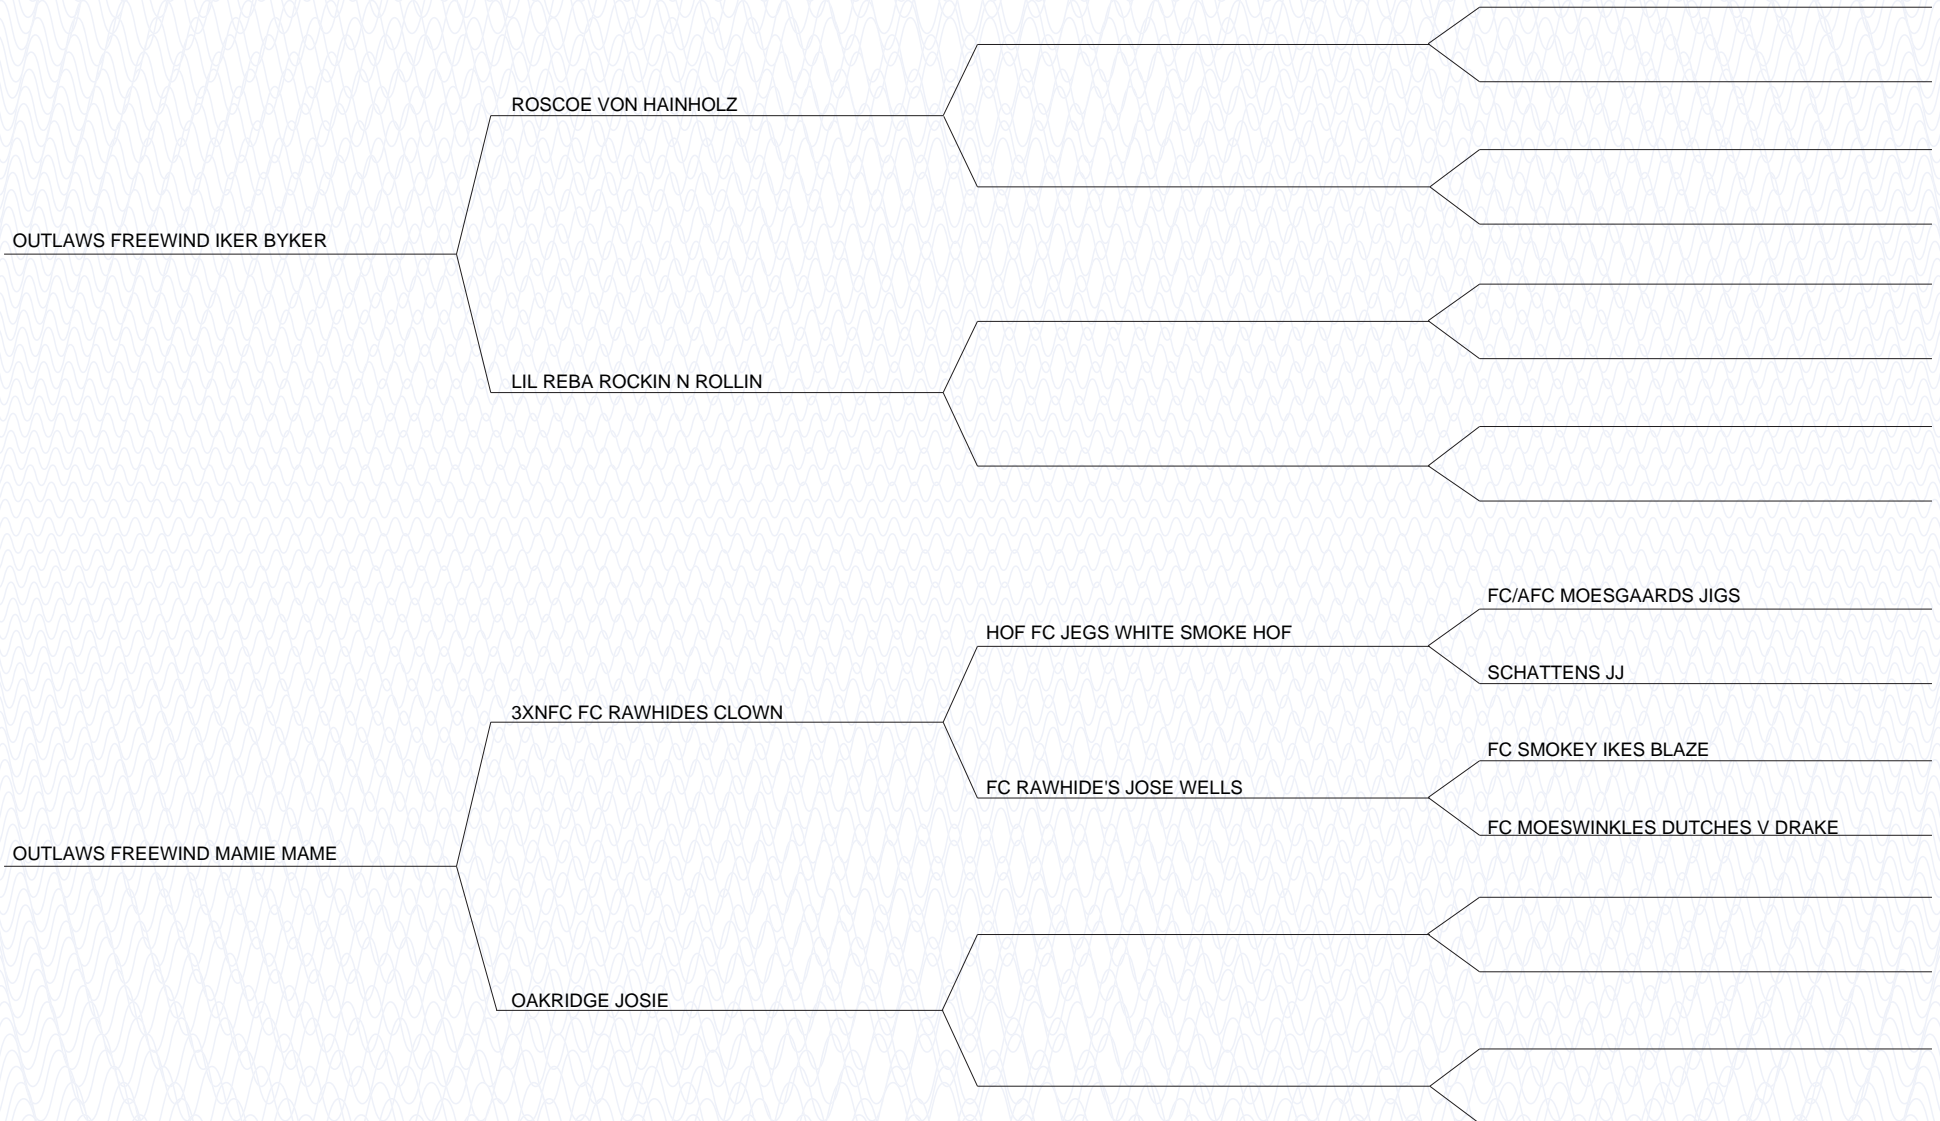 ROSCOE VON HAINHOLZ
OUTLAWS FREEWIND IKER BYKER
LIL REBA ROCKIN N ROLLIN
FC/AFC MOESGAARDS JIGS
HOF FC JEGS WHITE SMOKE HOF
SCHATTENS JJ
3XNFC FC RAWHIDES CLOWN
FC SMOKEY IKES BLAZE
FC RAWHIDE'S JOSE WELLS
FC MOESWINKLES DUTCHES V DRAKE
OUTLAWS FREEWIND MAMIE MAME
OAKRIDGE JOSIE